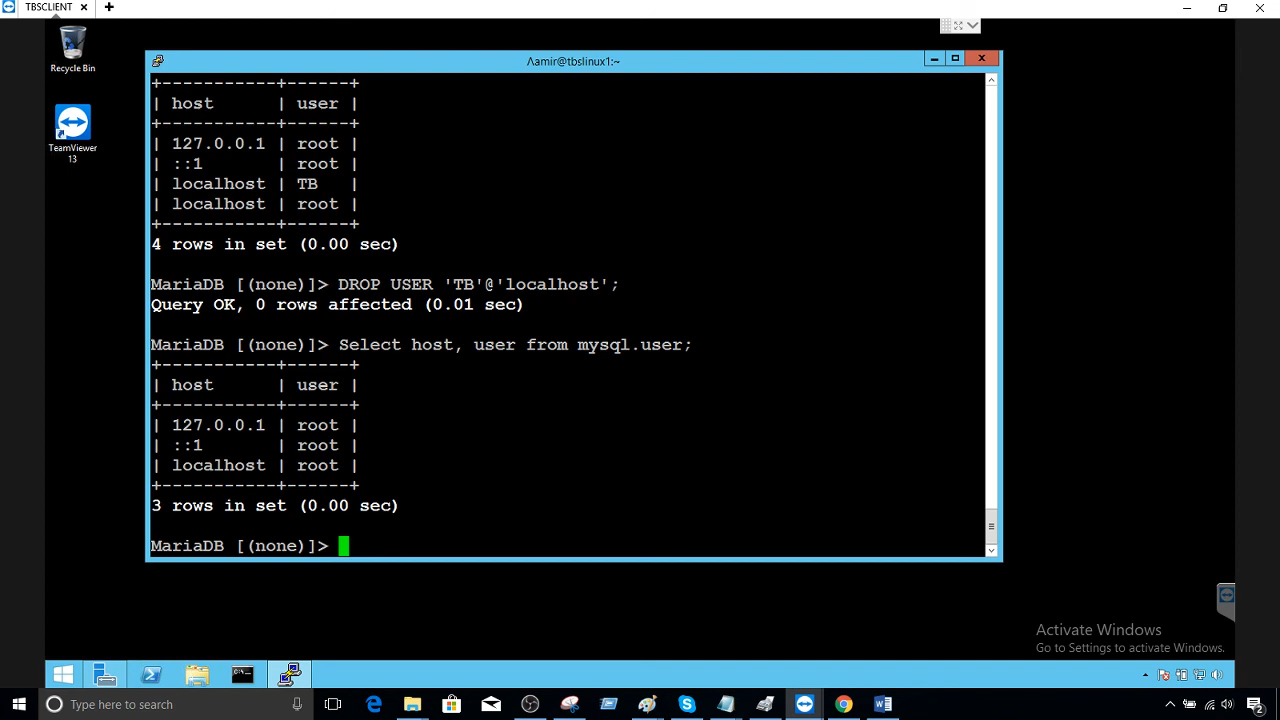 TBSCLIENT
Recycle Bin
TeamViewer
13
aamir@tbslinux1:~
+-----------+------+
| host      | user |
+-----------+------+
| 127.0.0.1 | root |
| ::1       | root |
| localhost | TB   |
| localhost | root |
+-----------+------+
4 rows in set (0.00 sec)
MariaDB [(none)]> DROP USER 'TB'@'localhost';
Query OK, 0 rows affected (0.01 sec)
MariaDB [(none)]> Select host, user from mysql.user;
+-----------+------+
| host      | user |
+-----------+------+
| 127.0.0.1 | root |
| ::1       | root |
| localhost | root |
+-----------+------+
3 rows in set (0.00 sec)
MariaDB [(none)]>
Activate Windows
Go to Settings to activate Windows.
Type here to search
2